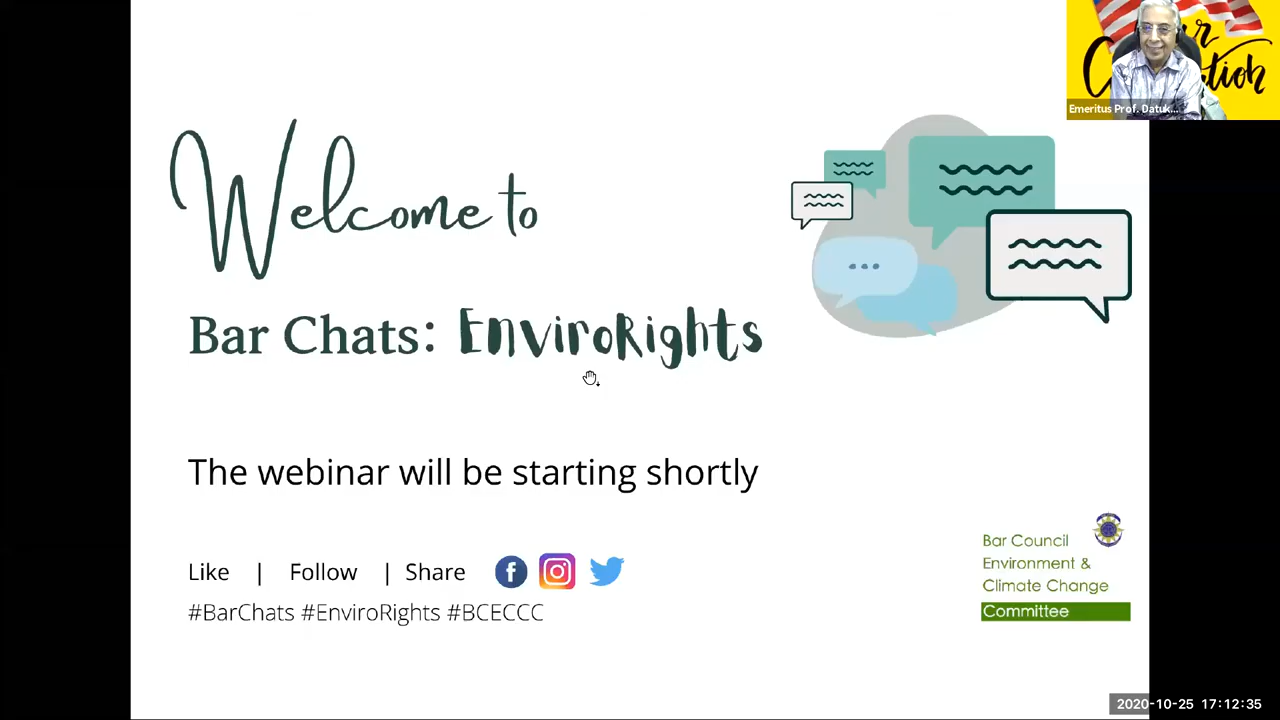 Emeritus Prof. Datuk...
Welcome to
Bar Chats: EnviroRights
The webinar will be starting shortly
Bar Council
Environment &
Climate Change
Committee
Like | Follow | Share
#BarChats #EnviroRights #BCECCC
2020-10-25 17:12:35